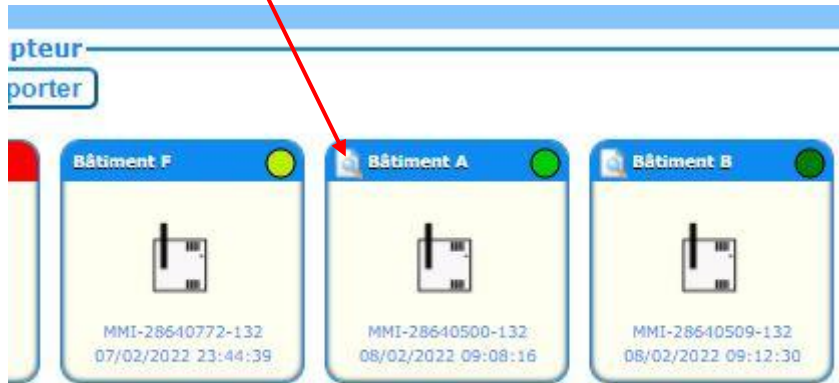 pteur
porter
Bâtiment F
Bâtiment A
Bâtiment B
MMI-28640772-132
07/02/2022 23:44:39
MMI-28640500-132
08/02/2022 09:08:16
MMI-28640509-132
08/02/2022 09:12:30